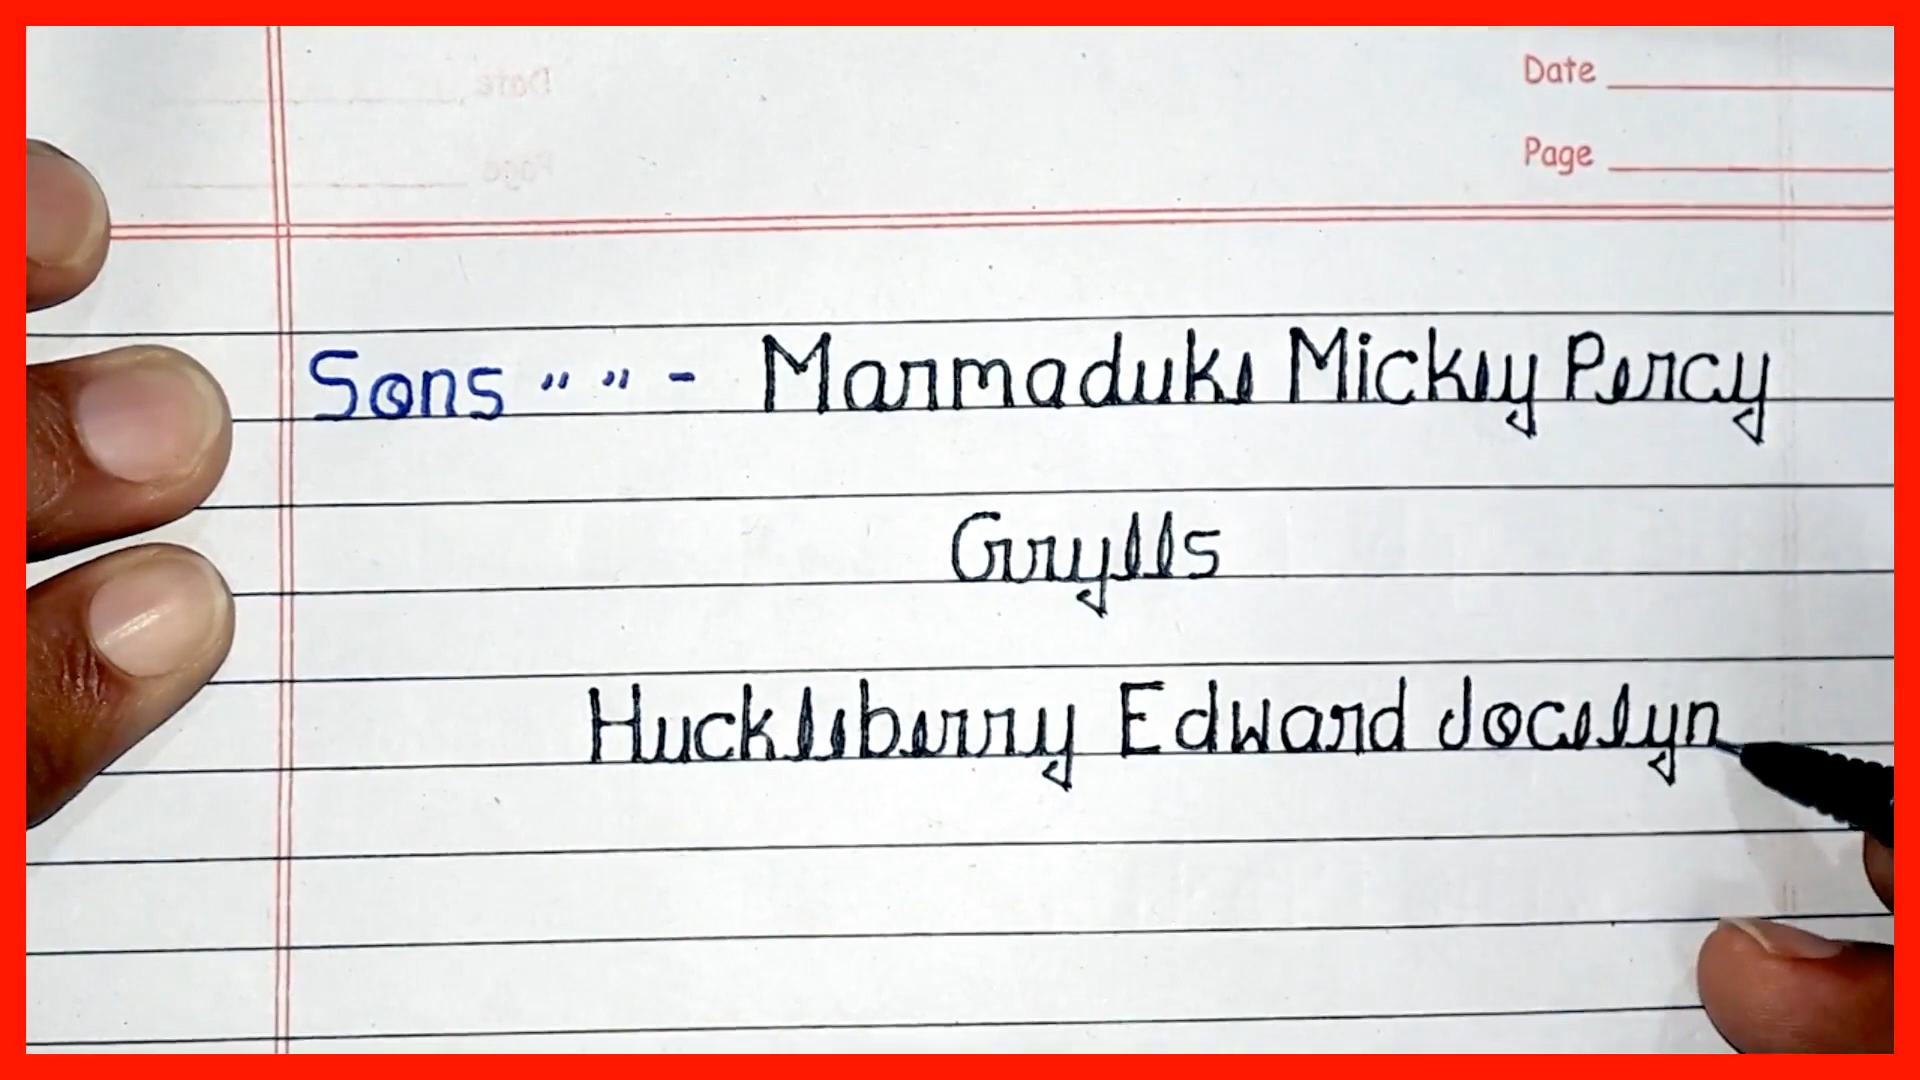 Date
Page
Sons " " - Marmaduke Mickey Percy
Grylls
Huckleberry Edward Jocelyn